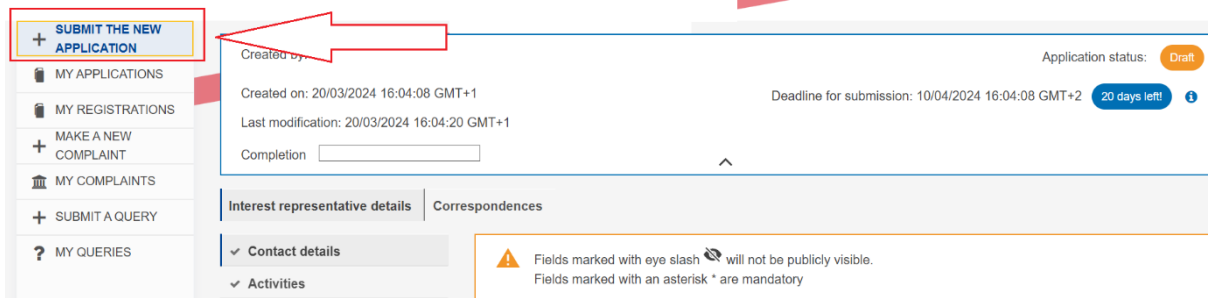 SUBMIT THE NEW
APPLICATION
MY APPLICATIONS
MY REGISTRATIONS
MAKE A NEW
COMPLAINT
MY COMPLAINTS
SUBMIT A QUERY
MY QUERIES
Created by:
Application status: Draft
Created on: 20/03/2024 16:04:08 GMT+1
Deadline for submission: 10/04/2024 16:04:08 GMT+2 20 days left!
Last modification: 20/03/2024 16:04:20 GMT+1
Completion
Interest representative details Correspondences
Contact details
Activities
Fields marked with eye slash will not be publicly visible.
Fields marked with an asterisk * are mandatory